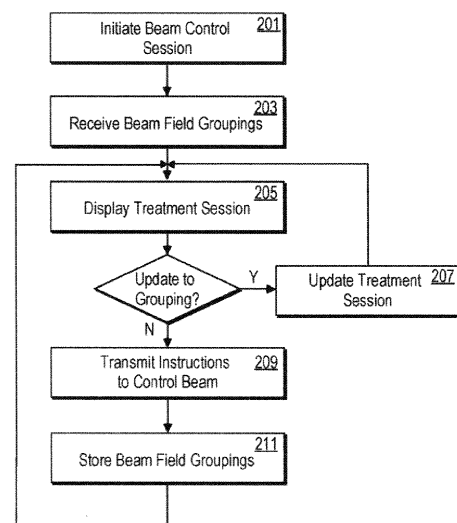 201
Initiate Beam Control
Session
203
Receive Beam Field Groupings
205
Display Treatment Session
Update to
Grouping?
Y
Update Treatment 207
Session
N
Transmit Instructions
to Control Beam 209
211
Store Beam Field Groupings